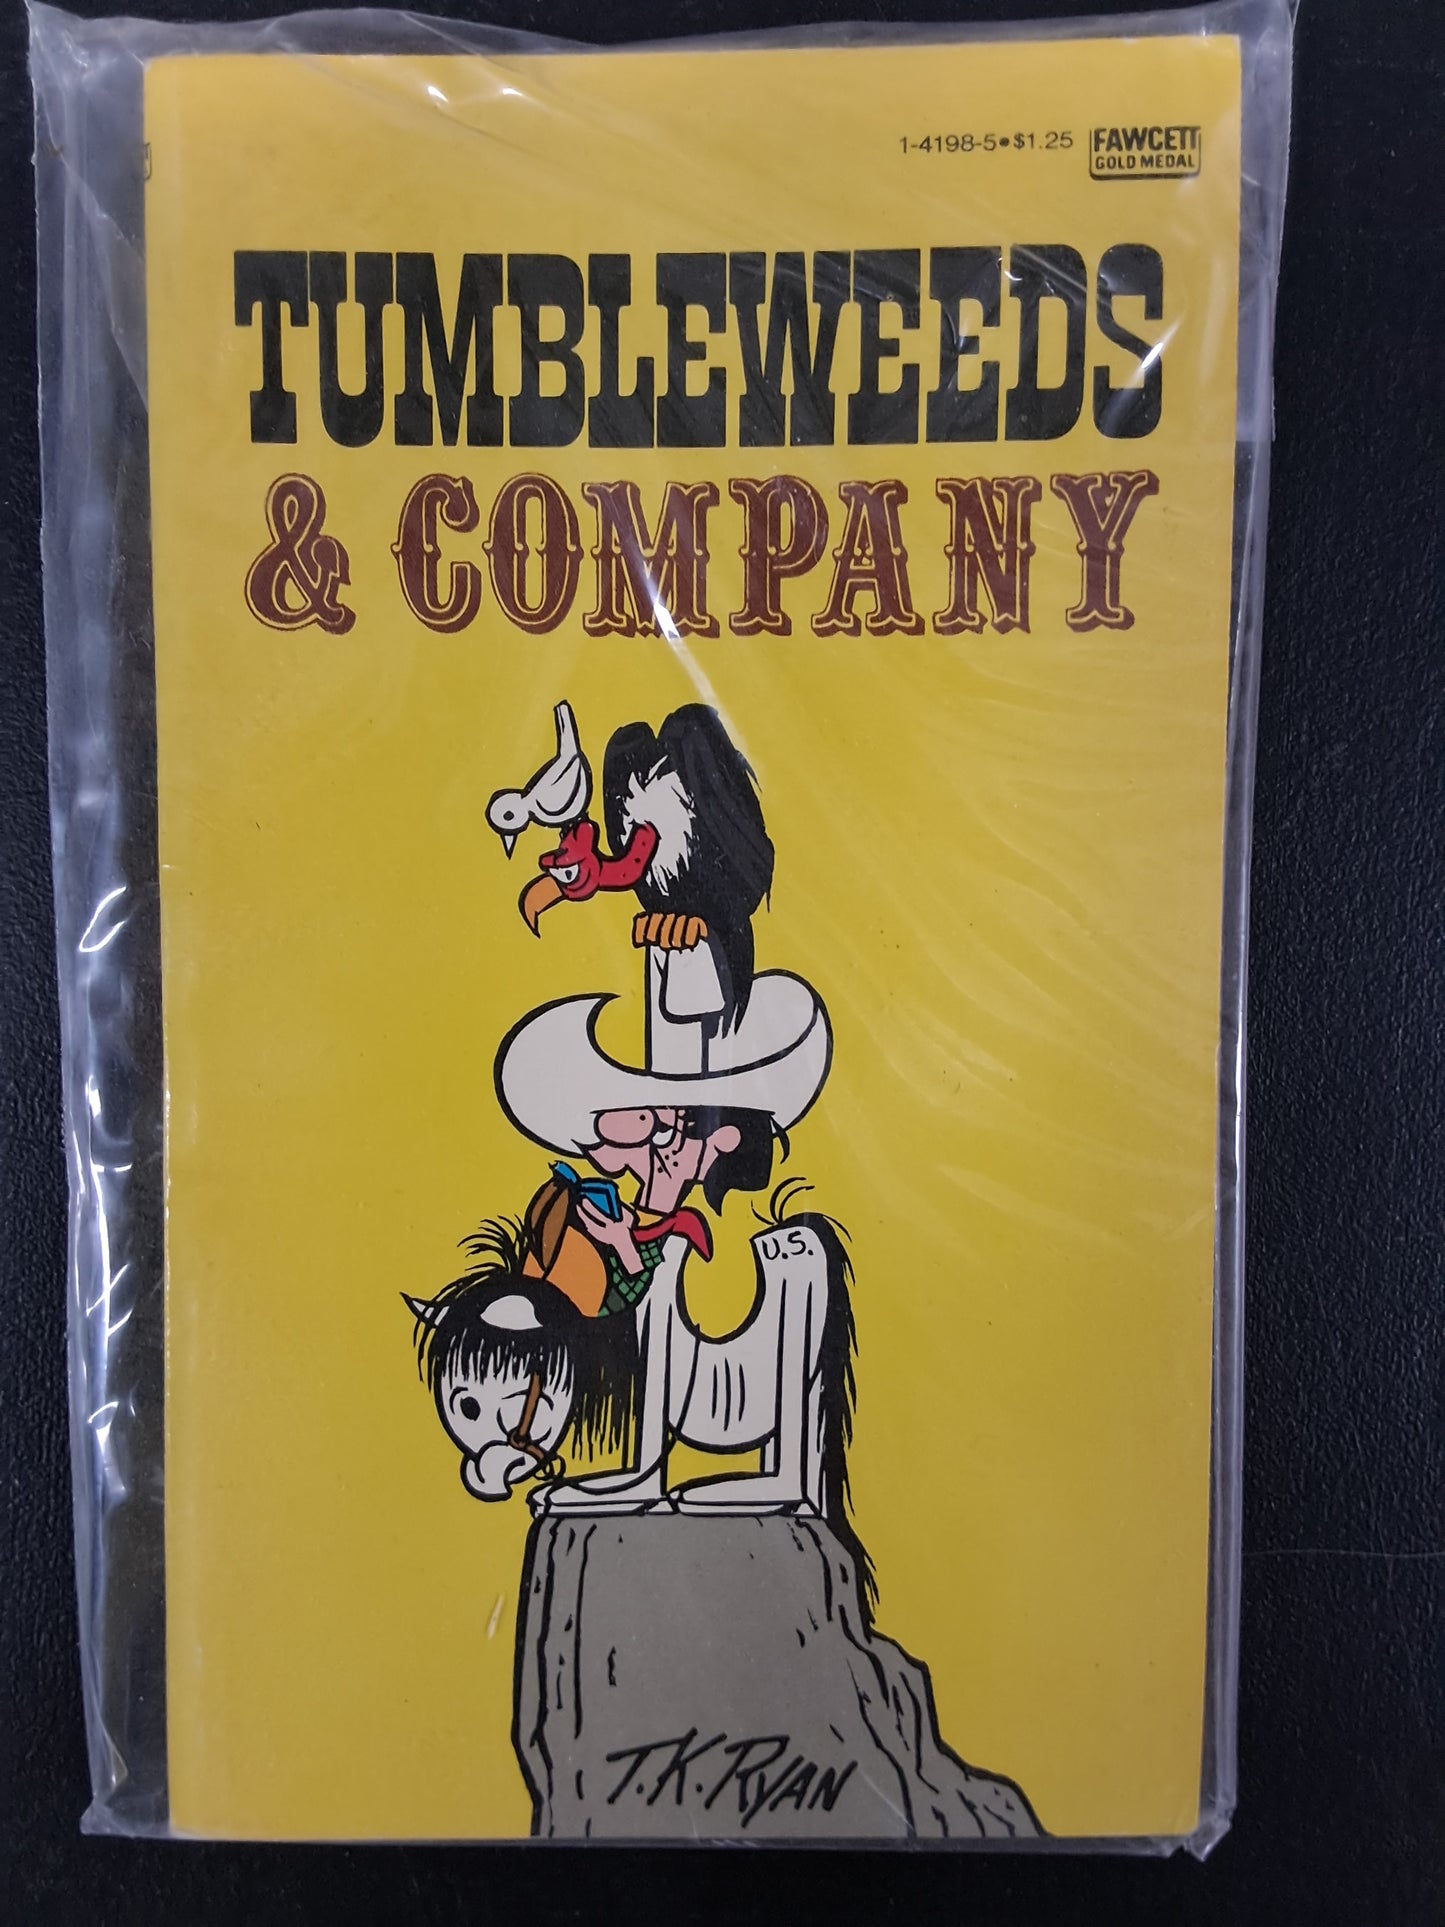 1-4198-5•$1.25
FAWCETT
GOLD MEDAL
TUMBLEWEEDS
& COMPANY
U.S.
T.K. RYAN